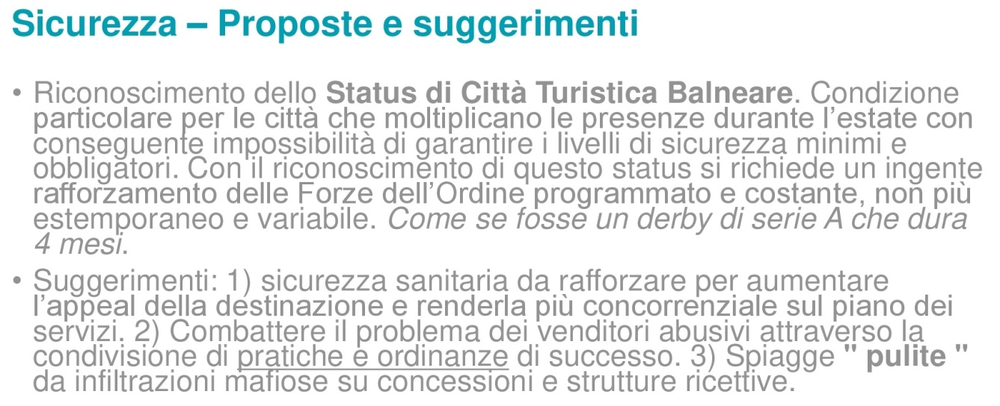 Sicurezza – Proposte e suggerimenti
• Riconoscimento dello Status di Città Turistica Balneare. Condizione
particolare per le città che moltiplicano le presenze durante l'estate con
conseguente impossibilità di garantire i livelli di sicurezza minimi e
obbligatori. Con il riconoscimento di questo status si richiede un ingente
rafforzamento delle Forze dell'Ordine programmato e costante, non più
estemporaneo e variabile. Come se fosse un derby di serie A che dura
4 mesi.
• Suggerimenti: 1) sicurezza sanitaria da rafforzare per aumentare
l'appeal della destinazione e renderla più concorrenziale sul piano dei
servizi. 2) Combattere il problema dei venditori abusivi attraverso la
condivisione di pratiche e ordinanze di successo. 3) Spiagge " pulite "
da infiltrazioni mafiose su concessioni e strutture ricettive.